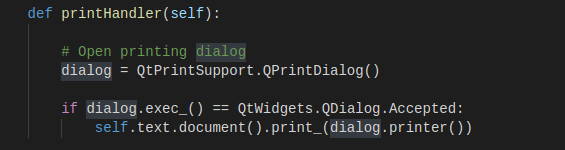 def printHandler(self):
# Open printing dialog
dialog = QtPrintSupport.QPrintDialog()
if dialog.exec_() == QtWidgets.QDialog.Accepted:
self.text.document().print_(dialog.printer())